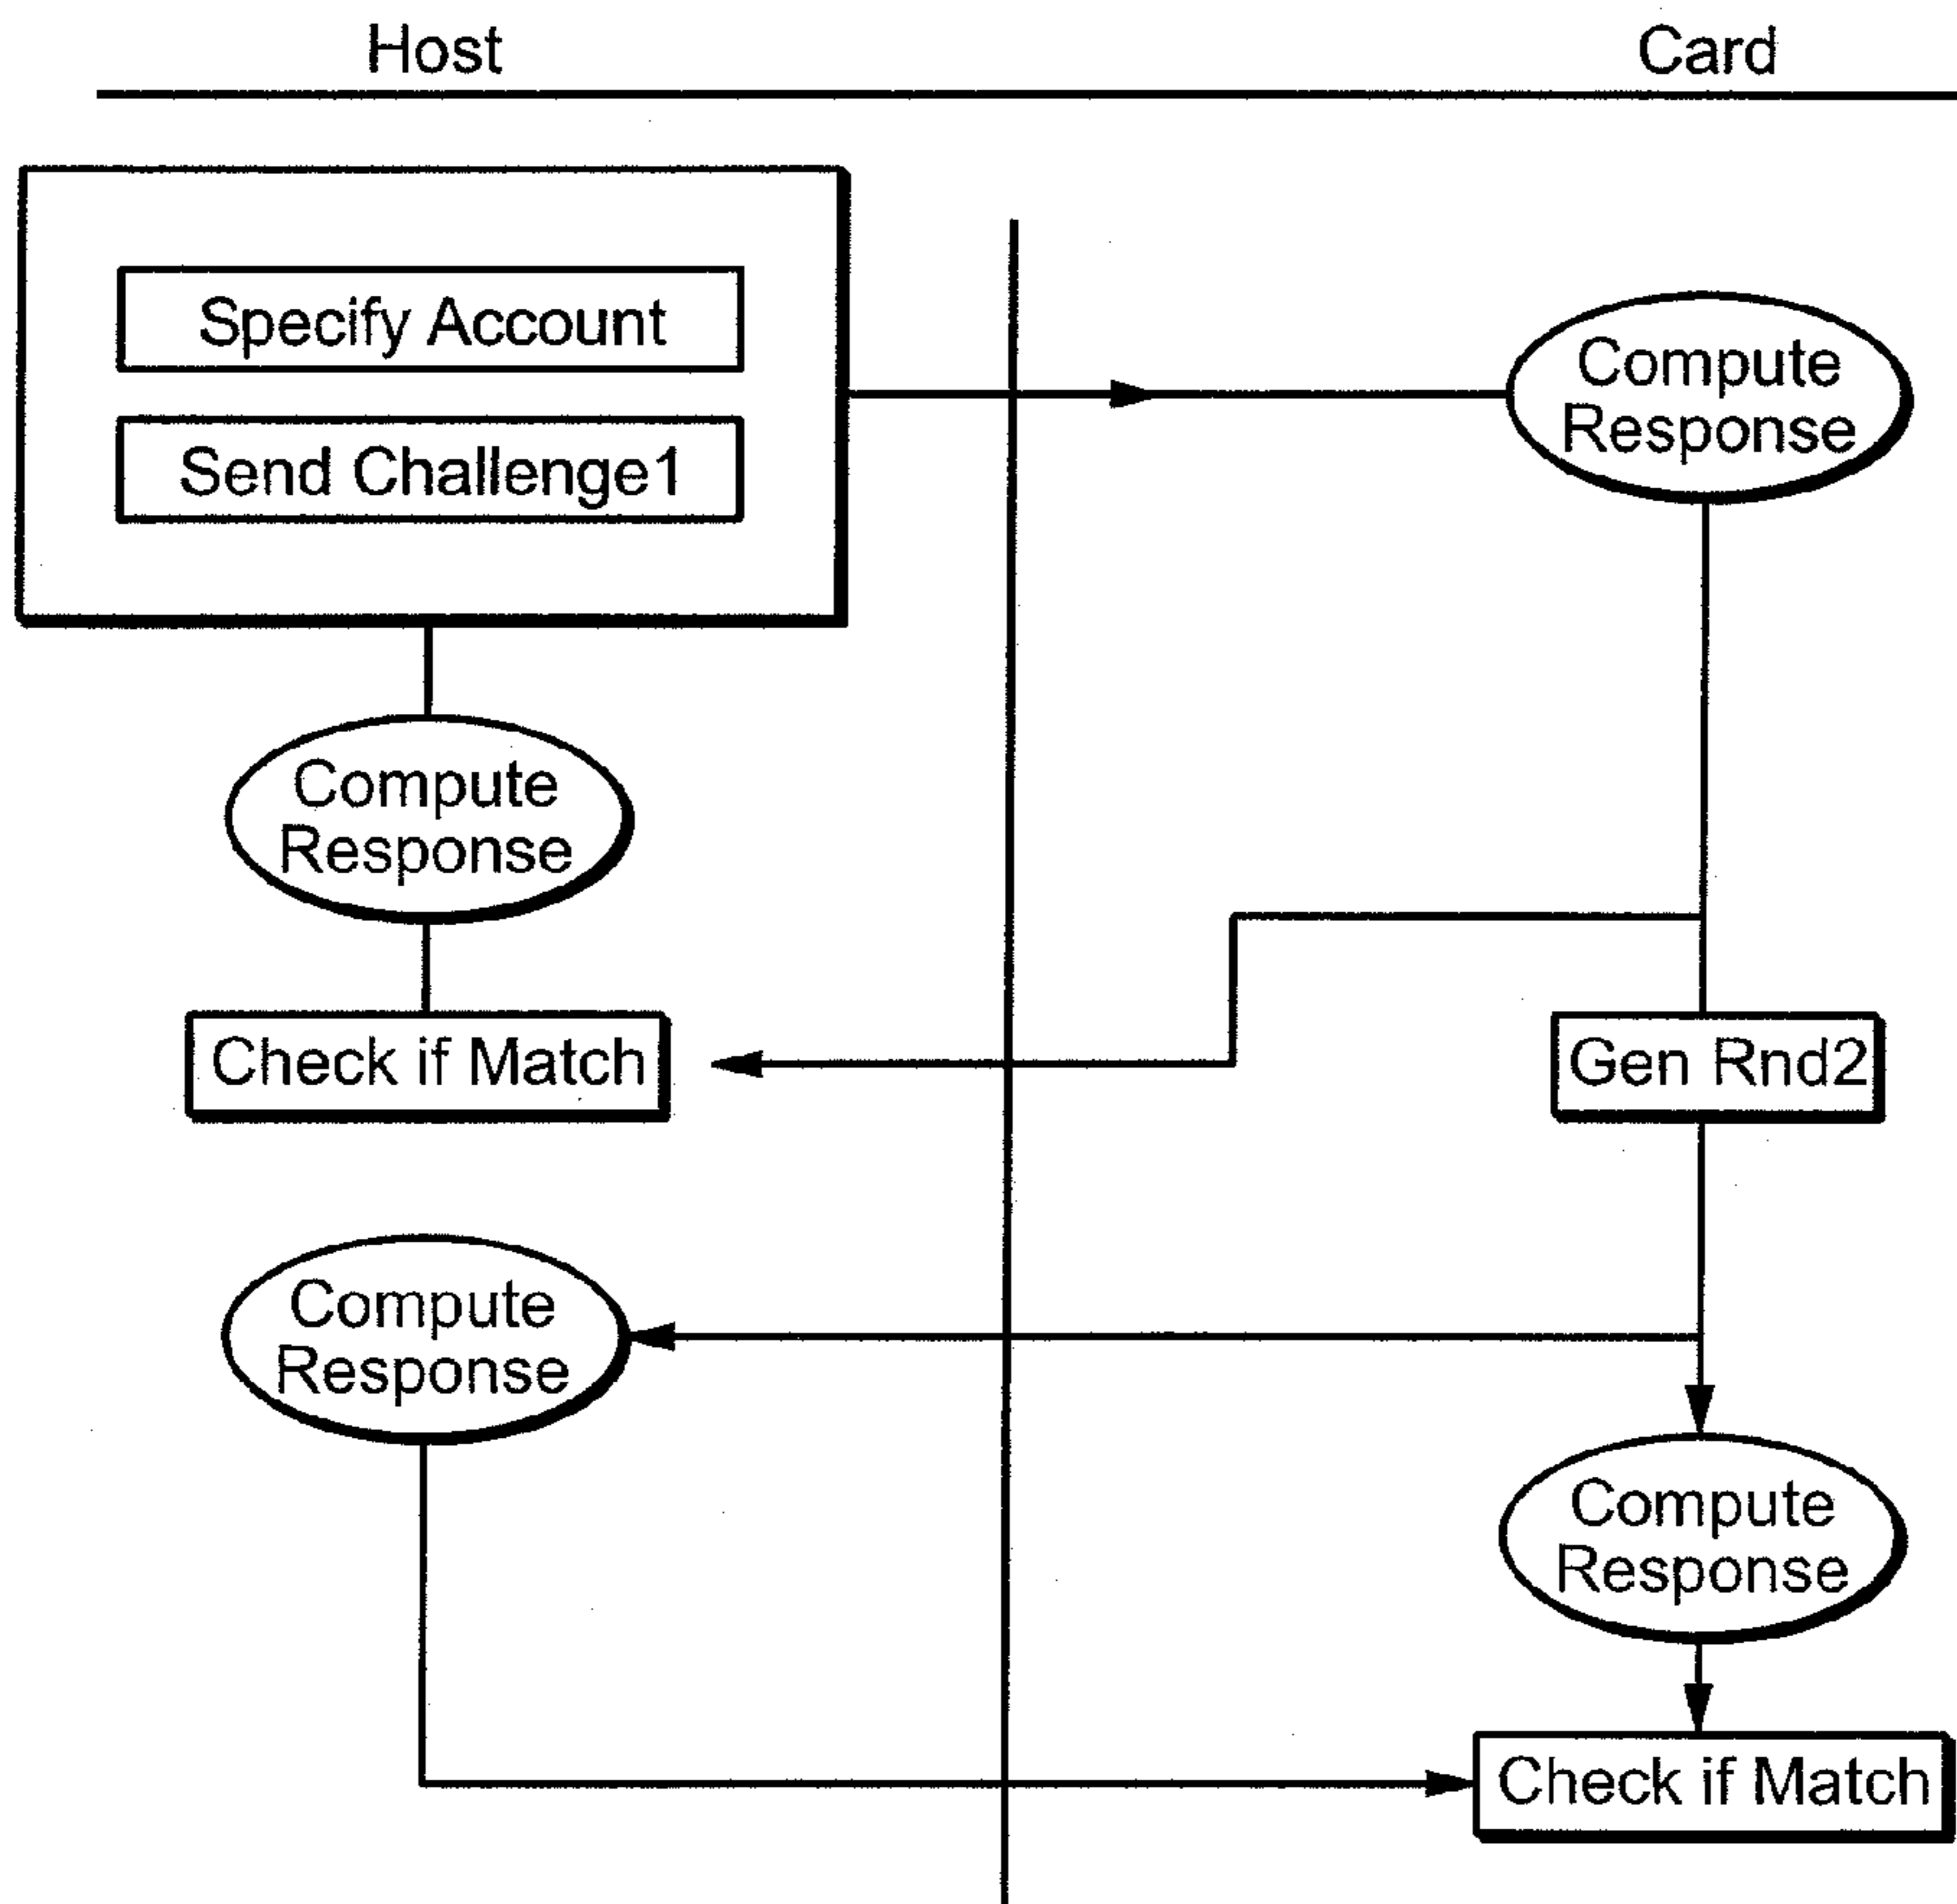 Host
Card
Specify Account
Send Challenge1
Compute
Response
Compute
Response
Check if Match
Gen Rnd2
Compute
Response
Compute
Response
Check if Match